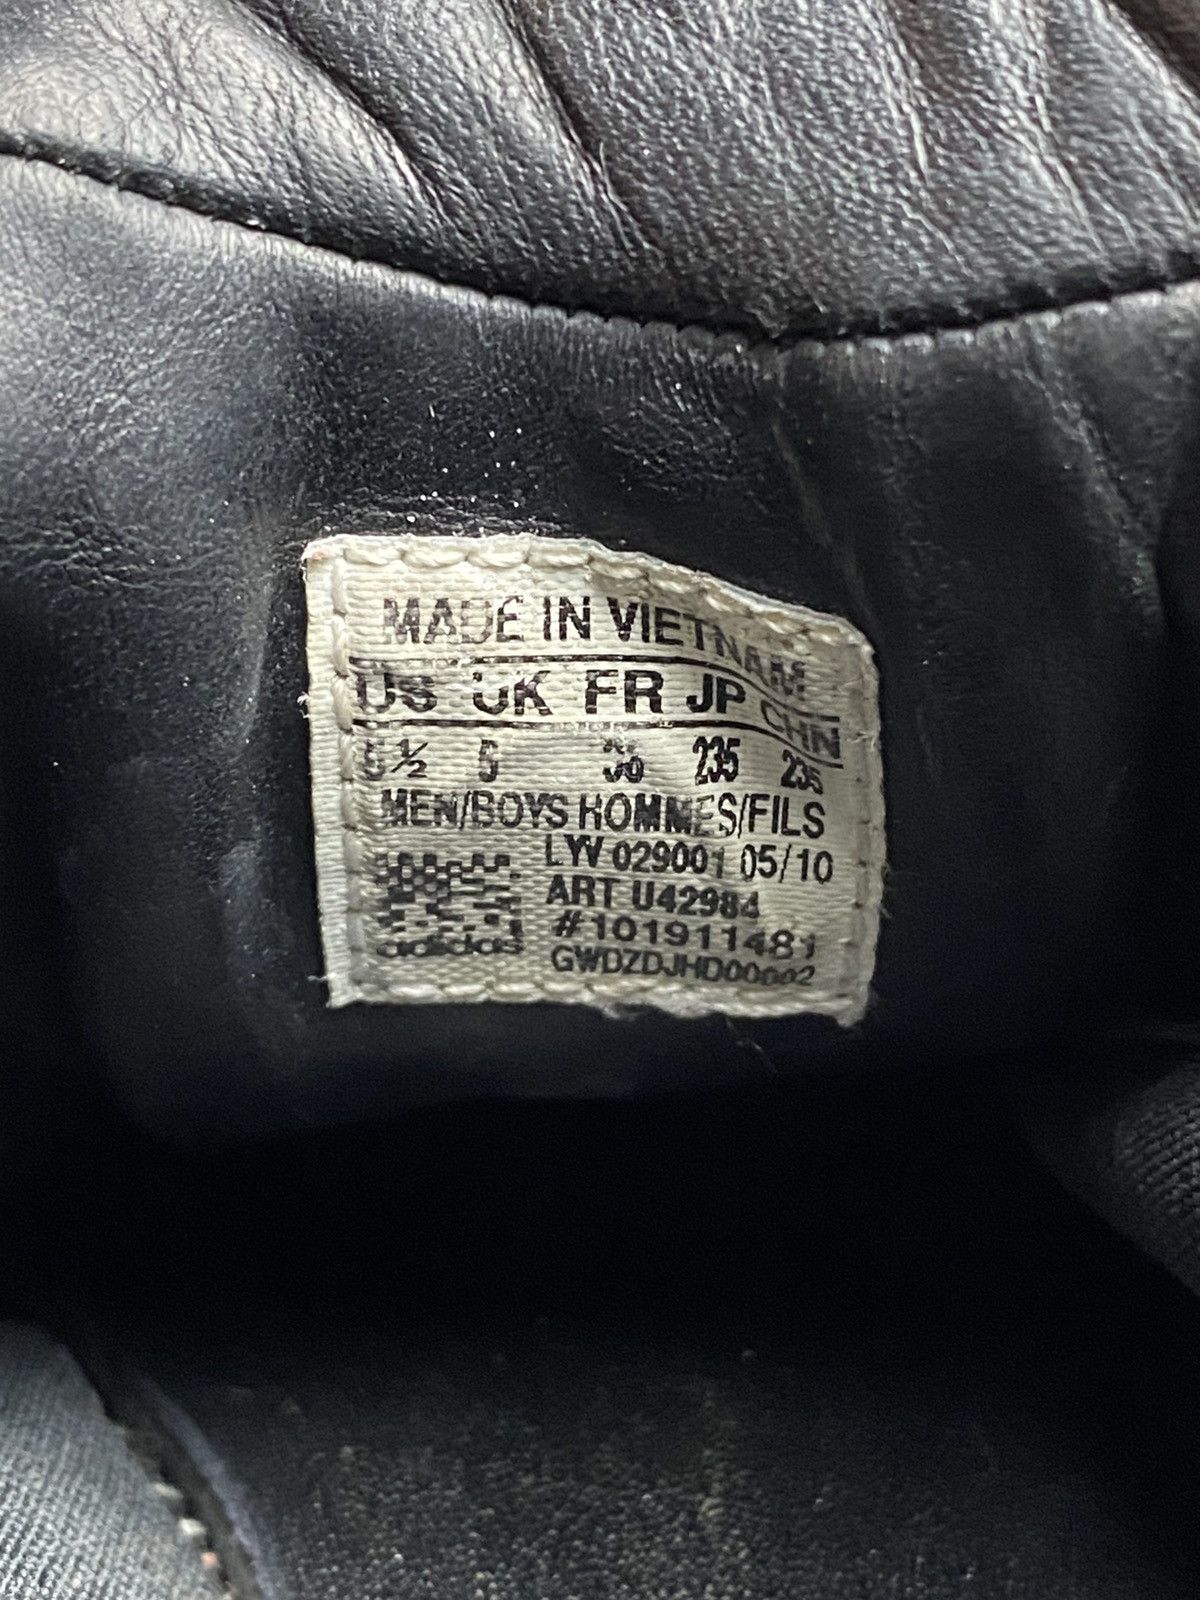 MADE IN VIETNAM
US UK FR JP CHN
5½ 5 38 235 235
MEN/BOYS HOMMES/FILS
LYV 029001 05/10
ART U42984
#101911481
adidas GWDZDJHD00002